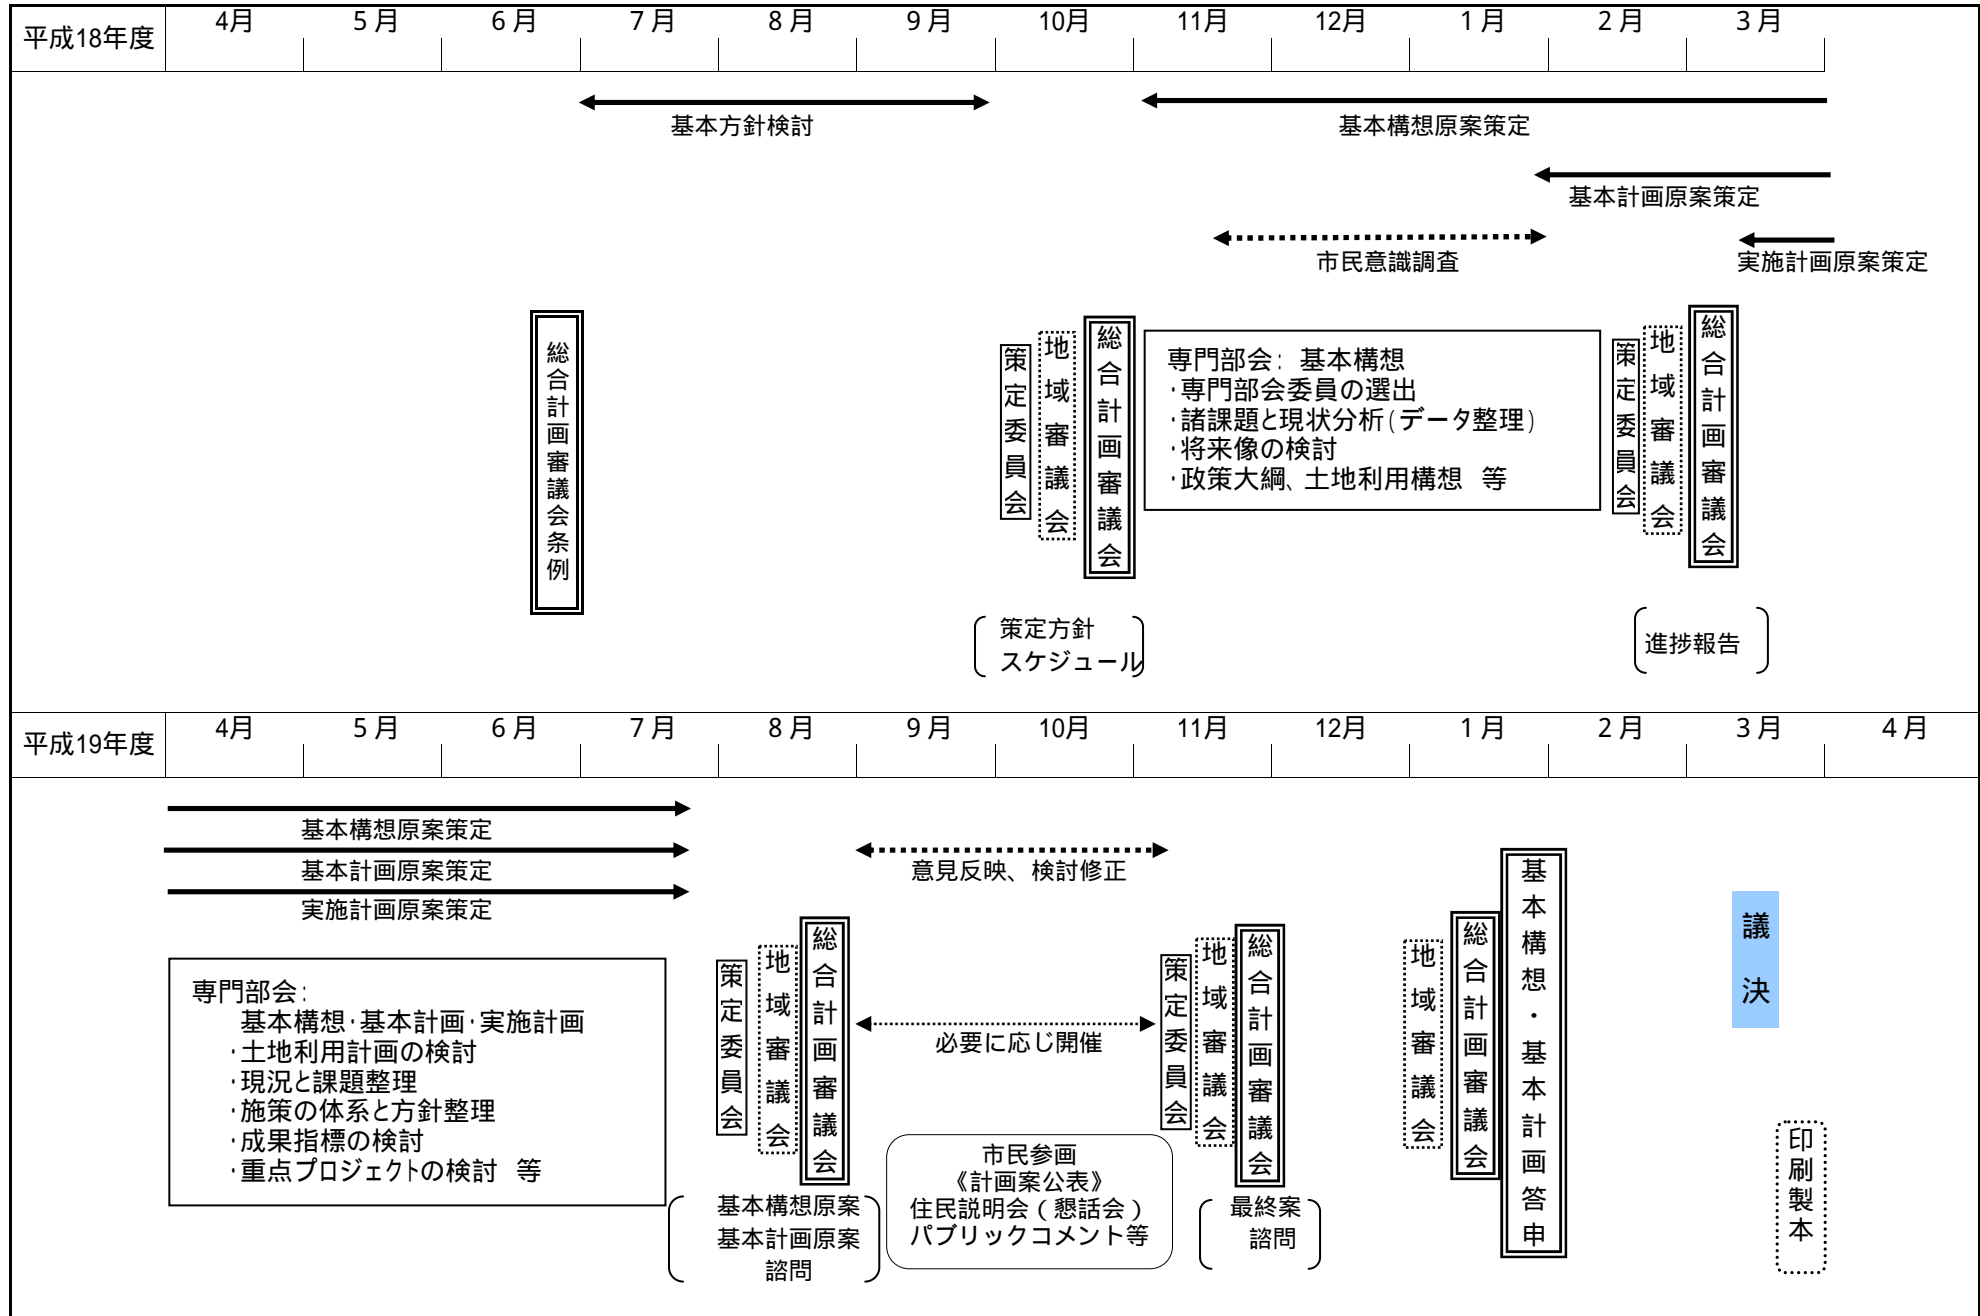 平成18年度
4月 5月 6月 7月 8月 9月 10月 11月 12月 1月 2月 3月
基本方針検討
基本構想原案策定
基本計画原案策定
市民意識調査
実施計画原案策定
総合計画審議会条例
策定委員会
地域審議会
総合計画審議会
専門部会：基本構想
・専門部会委員の選出
・諸課題と現状分析(データ整理)
・将来像の検討
・政策大綱、土地利用構想 等
策定委員会
地域審議会
総合計画審議会
策定方針
スケジュール
進捗報告
平成19年度
4月 5月 6月 7月 8月 9月 10月 11月 12月 1月 2月 3月 4月
基本構想原案策定
基本計画原案策定
実施計画原案策定
意見反映、検討修正
専門部会：
基本構想・基本計画・実施計画
・土地利用計画の検討
・現況と課題整理
・施策の体系と方針整理
・成果指標の検討
・重点プロジェクトの検討 等
策定委員会
地域審議会
総合計画審議会
必要に応じ開催
策定委員会
地域審議会
総合計画審議会
地域審議会
総合計画審議会
基本構想・基本計画答申
議決
印刷製本
基本構想原案
基本計画原案
諮問
市民参画
《計画案公表》
住民説明会（懇話会）
パブリックコメント等
最終案
諮問